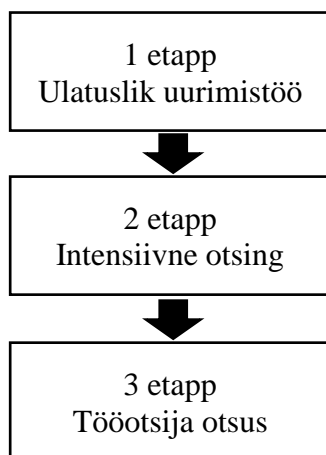 1 etapp
Ulatuslik uurimistöö
2 etapp
Intensiivne otsing
3 etapp
Tööotsija otsus